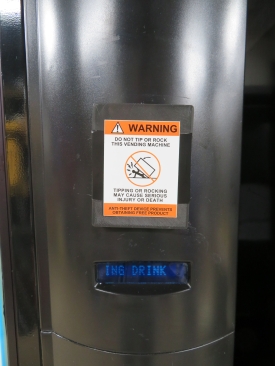 WARNING
DO NOT TIP OR ROCK
THIS VENDING MACHINE
TIPPING OR ROCKING
MAY CAUSE SERIOUS
INJURY OR DEATH
ANTI-THEFT DEVICE PREVENTS
OBTAINING FREE PRODUCT
ING DRINK